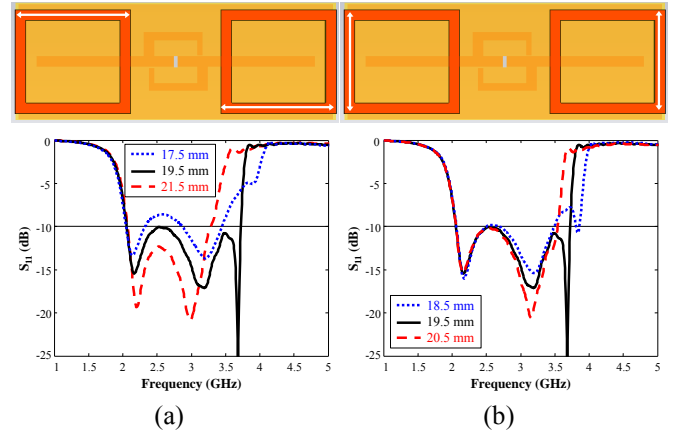 0
-5
-10
-15
-20
-25
S11 (dB)
17.5 mm
19.5 mm
21.5 mm
1 1.5 2 2.5 3 3.5 4 4.5 5
Frequency (GHz)
(a)
0
-5
-10
-15
-20
-25
S11 (dB)
18.5 mm
19.5 mm
20.5 mm
1 1.5 2 2.5 3 3.5 4 4.5 5
Frequency (GHz)
(b)